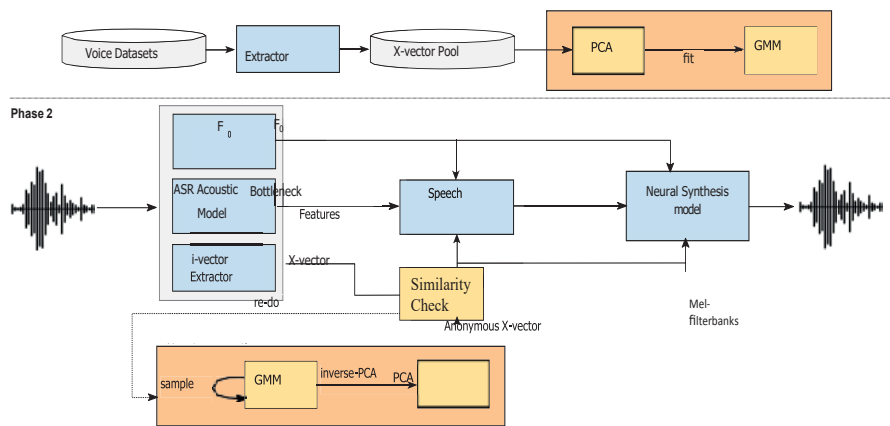 Voice Datasets
Extractor
X-vector Pool
PCA
fit
GMM
Phase 2
F 0
F0
ASR Acoustic
Model
Bottleneck
Features
Speech
Neural Synthesis
model
i-vector
Extractor
X-vector
re-do
Similarity
Check
Anonymous X-vector
Mel-
filterbanks
sample
GMM
inverse-PCA
PCA